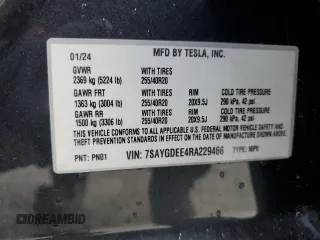 01/24 MFD BY TESLA, INC.
GVWR WITH TIRES
2369 kg (5224 lb) 255/40R20
GAWR FRT WITH TIRES RIM COLD TIRE PRESSURE
1363 kg (3004 lb) 255/40R20 20X9.5J 290 kPa, 42 psi
GAWR RR WITH TIRES RIM COLD TIRE PRESSURE
1500 kg (3306 lb) 255/40R20 20X9.5J 290 kPa, 42 psi
THIS VEHICLE CONFORMS TO ALL APPLICABLE U.S. FEDERAL MOTOR VEHICLE
SAFETY AND THEFT PREVENTION STANDARDS IN EFFECT ON THE DATE OF MANUFACTURE SHOWN ABOVE.
PNT: PN01 VIN: 7SAYGDEE4RA229466 TYPE: MPV
© DREAMBID
dreambid.com